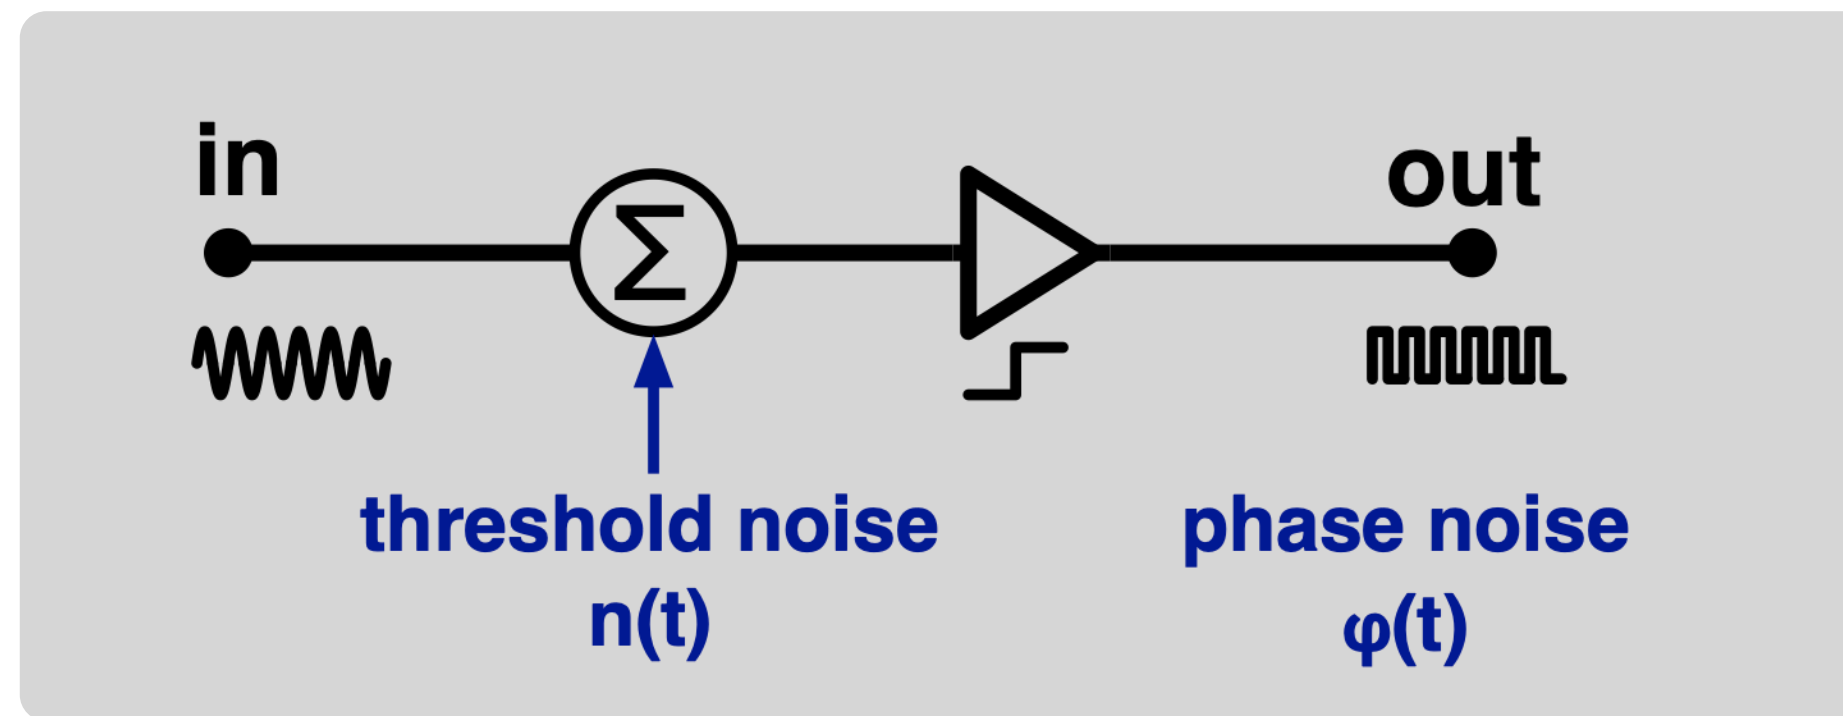 in
out
Σ
threshold noise
n(t)
phase noise
φ(t)